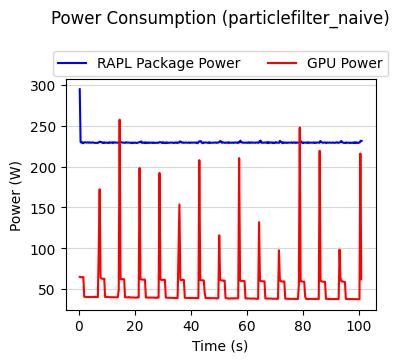 Power Consumption (particlefilter_naive)
RAPL Package Power
GPU Power
300
250
200
150
100
50
Power (W)
0
20
40
60
80
100
Time (s)